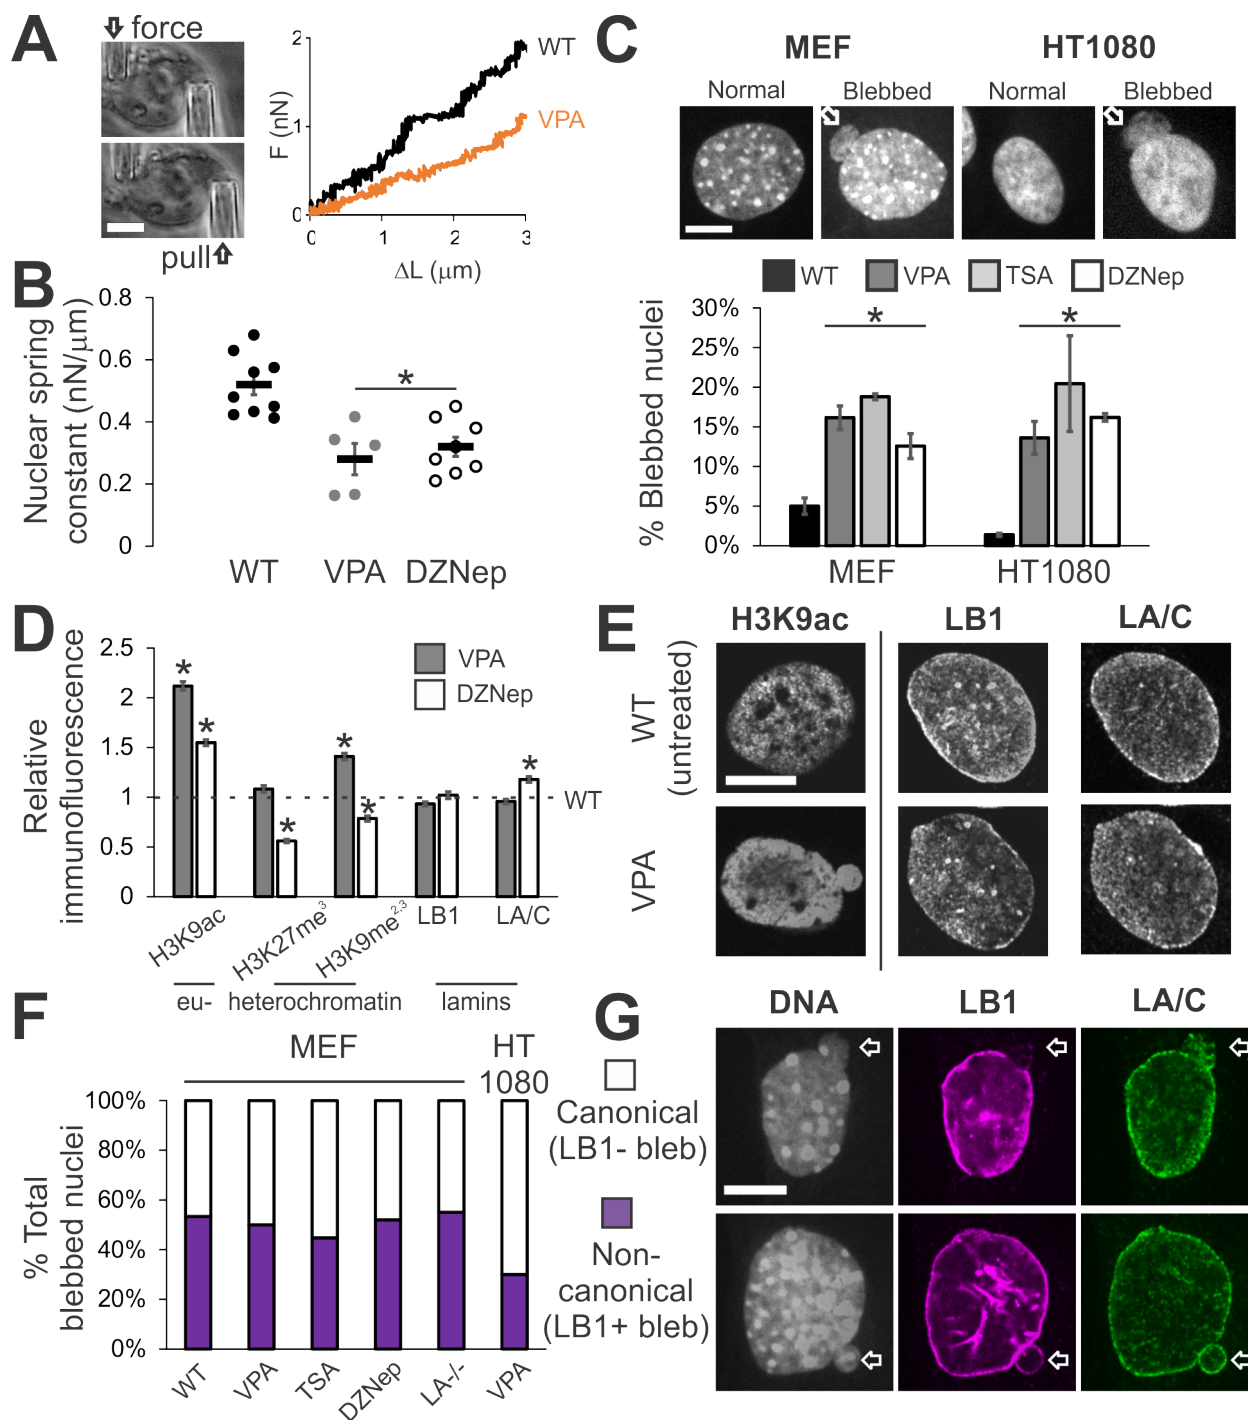 A
force
pull
F (nN)
2
1
0
WT
VPA
0 1 2 3
ΔL (μm)
B
Nuclear spring
constant (nN/μm)
0.8
0.6
0.4
0.2
0
*
WT VPA DZNep
C
MEF HT1080
Normal Blebbed Normal Blebbed
WT VPA TSA DZNep
% Blebbed nuclei
30%
25%
20%
15%
10%
5%
0%
* *
MEF HT1080
D
Relative
immunofluorescence
2.5
2
1.5
1
0.5
0
VPA
DZNep
* * * * * *
WT
H3K9ac
H3K27me³
H3K9me²,³
LB1
LA/C
eu- heterochromatin lamins
E
H3K9ac LB1 LA/C
WT
(untreated)
VPA
F
MEF HT
1080
% Total
blebbed nuclei
100%
80%
60%
40%
20%
0%
WT VPA TSA DZNep LA-/- VPA
Canonical
(LB1- bleb)
Non-
canonical
(LB1+ bleb)
G
DNA LB1 LA/C